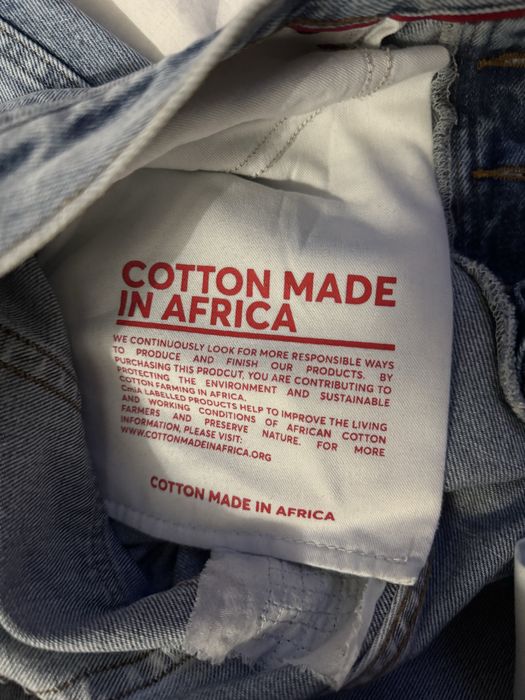 COTTON MADE
IN AFRICA
WE CONTINUOUSLY LOOK FOR MORE RESPONSIBLE WAYS
TO PRODUCE AND FINISH OUR PRODUCTS. BY
PURCHASING THIS PRODCUT, YOU ARE CONTRIBUTING TO
PROTECTING THE ENVIRONMENT AND SUSTAINABLE
COTTON FARMING IN AFRICA.
CmiA LABELLED PRODUCTS HELP TO IMPROVE THE LIVING
AND WORKING CONDITIONS OF AFRICAN COTTON
FARMERS AND PRESERVE NATURE. FOR MORE
INFORMATION, PLEASE VISIT:
WWW.COTTONMADEINAFRICA.ORG
COTTON MADE IN AFRICA